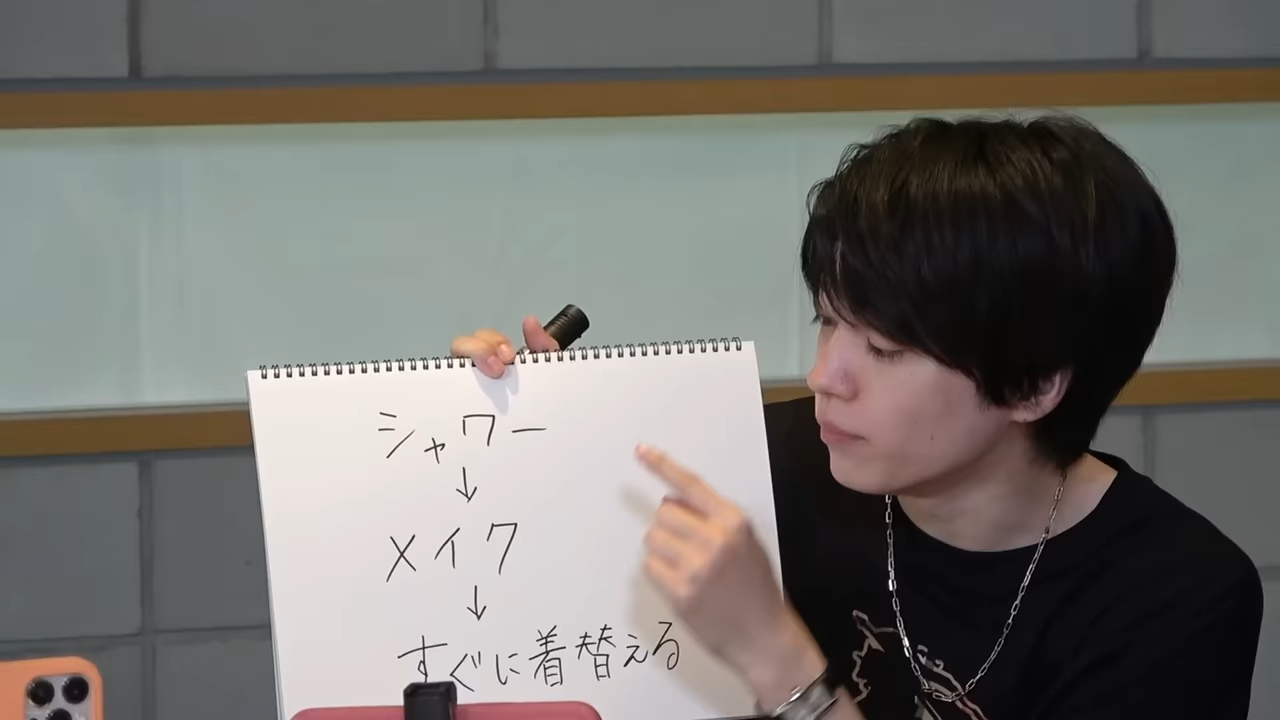 シャワー
↓
メイク
↓
すぐに着替える